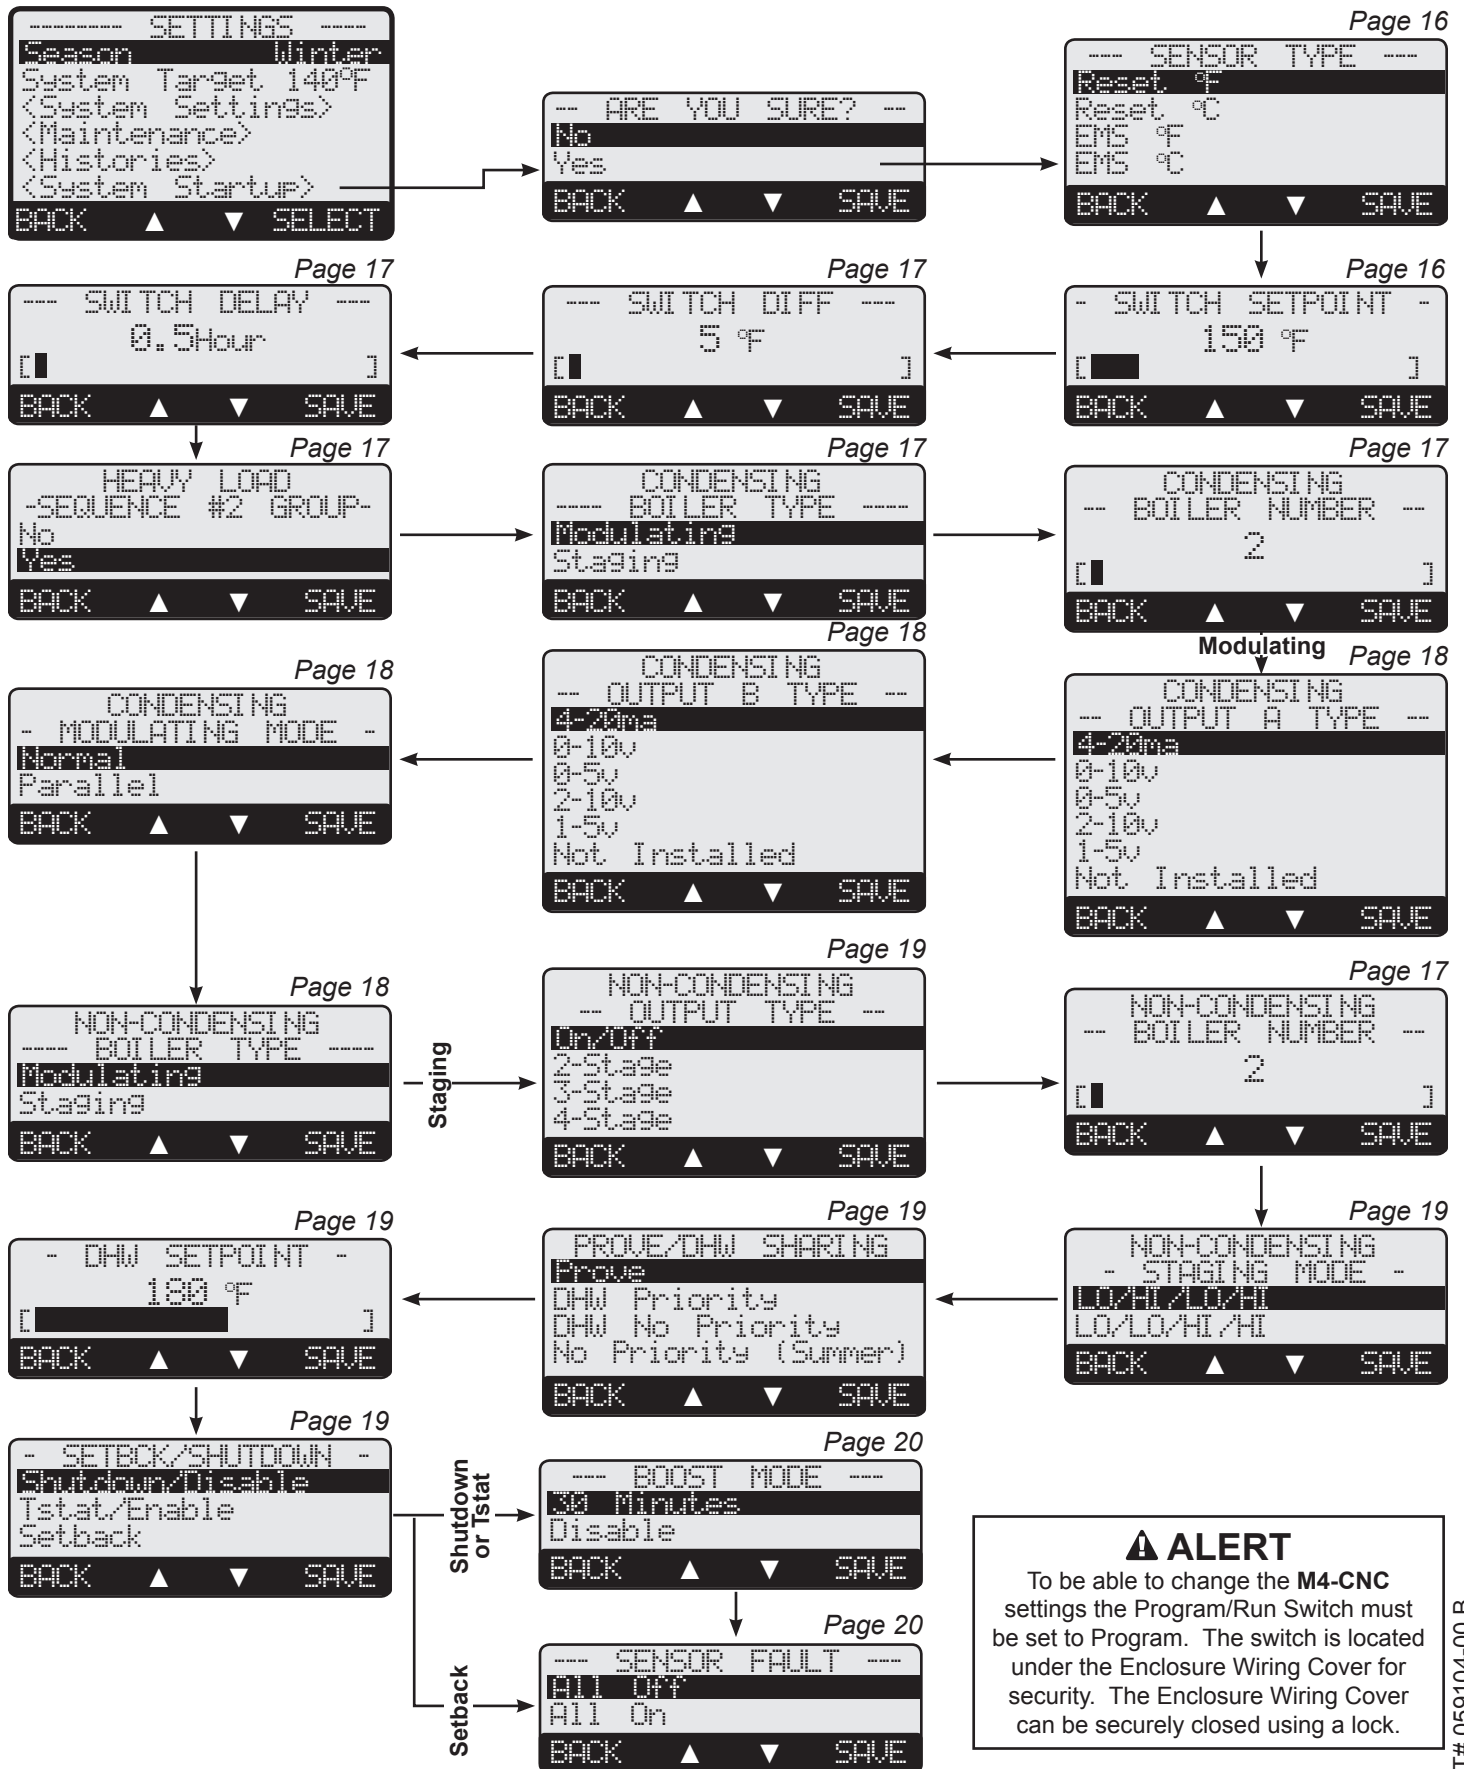 -------- SETTINGS ----
Season Winter
System Target 140°F
<System Settings>
<Maintenance>
<Histories>
<System Startup>
BACK ▲ ▼ SELECT
-- ARE YOU SURE? --
No
Yes
BACK ▲ ▼ SAVE
Page 16
--- SENSOR TYPE ---
Reset °F
Reset °C
EMS °F
EMS °C
BACK ▲ ▼ SAVE
Page 16
- SWITCH SETPOINT -
150 °F
[ ]
BACK ▲ ▼ SAVE
Page 17
--- SWITCH DIFF ---
5 °F
[ ]
BACK ▲ ▼ SAVE
Page 17
--- SWITCH DELAY ---
0.5Hour
[ ]
BACK ▲ ▼ SAVE
Page 17
HEAVY LOAD
-SEQUENCE #2 GROUP-
No
Yes
BACK ▲ ▼ SAVE
Page 17
CONDENSING
---- BOILER TYPE ----
Modulating
Staging
BACK ▲ ▼ SAVE
Page 17
CONDENSING
-- BOILER NUMBER --
2
[ ]
BACK ▲ ▼ SAVE
Modulating
Page 18
CONDENSING
-- OUTPUT A TYPE --
4-20ma
0-10v
0-5v
2-10v
1-5v
Not Installed
BACK ▲ ▼ SAVE
Page 18
CONDENSING
-- OUTPUT B TYPE --
4-20ma
0-10v
0-5v
2-10v
1-5v
Not Installed
BACK ▲ ▼ SAVE
Page 18
CONDENSING
- MODULATING MODE -
Normal
Parallel
BACK ▲ ▼ SAVE
Page 18
NON-CONDENSING
---- BOILER TYPE ----
Modulating
Staging
BACK ▲ ▼ SAVE
Staging
Page 19
NON-CONDENSING
-- OUTPUT TYPE --
On/Off
2-Stage
3-Stage
4-Stage
BACK ▲ ▼ SAVE
Page 17
NON-CONDENSING
-- BOILER NUMBER --
2
[ ]
BACK ▲ ▼ SAVE
Page 19
NON-CONDENSING
- STAGING MODE -
LO/HI/LO/HI
LO/LO/HI/HI
BACK ▲ ▼ SAVE
Page 19
PROVE/DHW SHARING
Prove
DHW Priority
DHW No Priority
No Priority (Summer)
BACK ▲ ▼ SAVE
Page 19
- DHW SETPOINT -
180 °F
[ ]
BACK ▲ ▼ SAVE
Page 19
- SETBCK/SHUTDOWN -
Shutdown/Disable
Tstat/Enable
Setback
BACK ▲ ▼ SAVE
Shutdown
or Tstat
Page 20
--- BOOST MODE ---
30 Minutes
Disable
BACK ▲ ▼ SAVE
Setback
Page 20
--- SENSOR FAULT ---
All Off
All On
BACK ▲ ▼ SAVE
ALERT
To be able to change the M4-CNC
settings the Program/Run Switch must
be set to Program. The switch is located
under the Enclosure Wiring Cover for
security. The Enclosure Wiring Cover
can be securely closed using a lock.
T# 059104-00 B